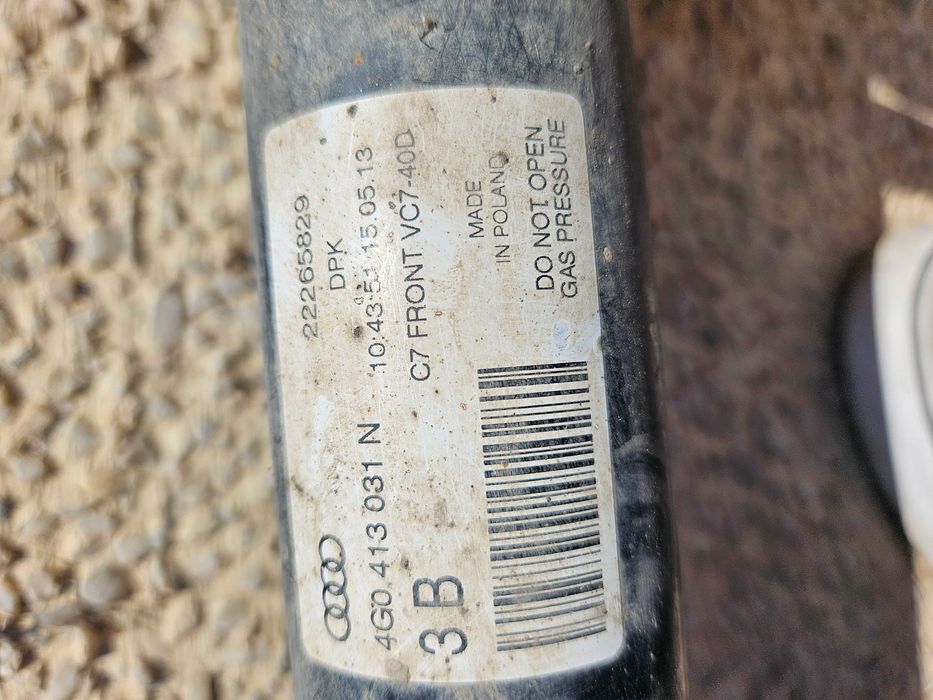 22265829
DPK
4G0 413 031 N
10:43:51 15.05.13
3 B
C7 FRONT VC7-40D
MADE
IN POLAND
DO NOT OPEN
GAS PRESSURE